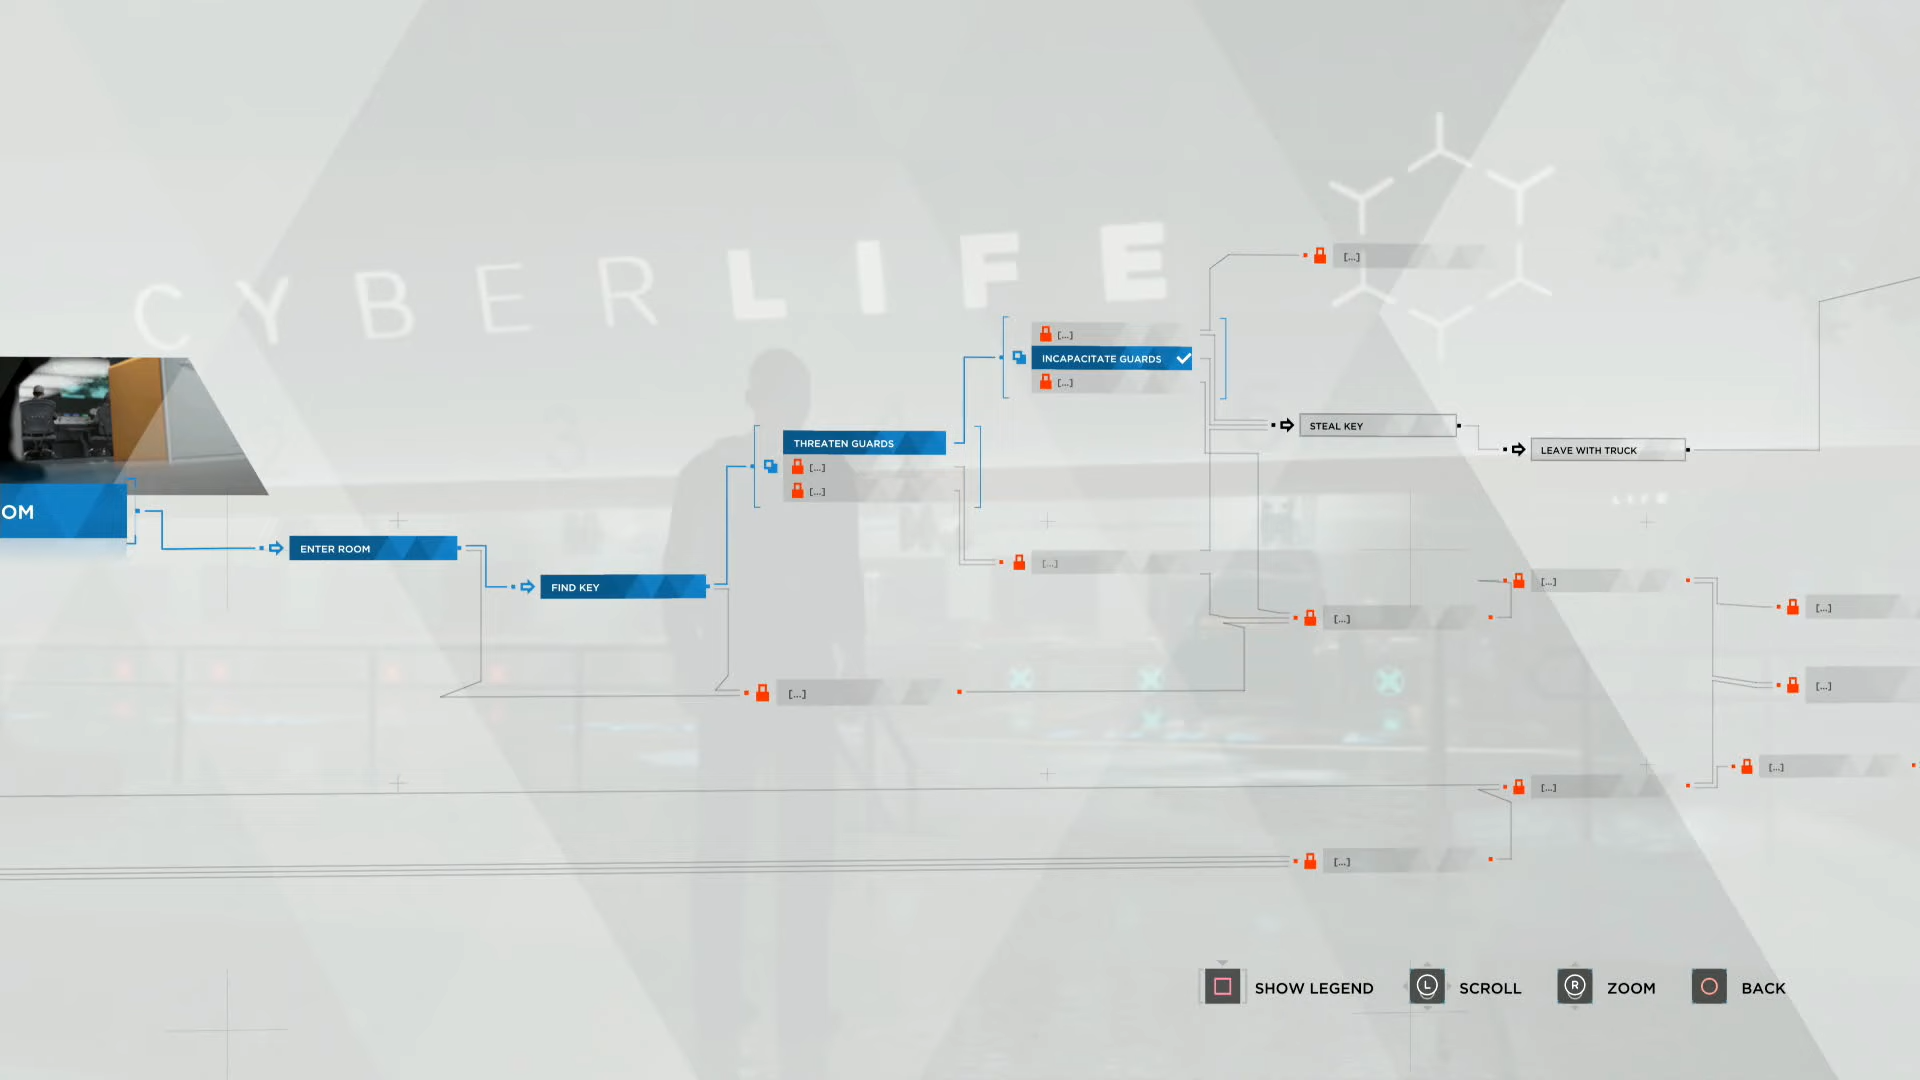 CYBERLIFE
[...]
[...]
INCAPACITATE GUARDS
[...]
STEAL KEY
THREATEN GUARDS
LEAVE WITH TRUCK
[...]
[...]
LIFE
OM
ENTER ROOM
[...]
FIND KEY
[...]
[...]
[...]
[...]
[...]
[...]
[...]
[...]
SHOW LEGEND
L
SCROLL
R
ZOOM
BACK